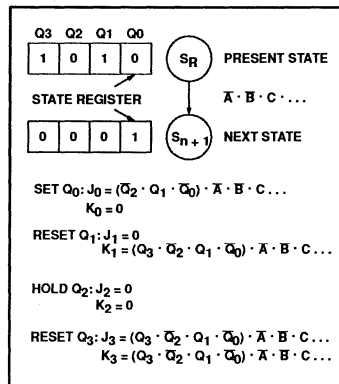 Q3 Q2 Q1 Q0
1 0 1 0 S_R PRESENT STATE
STATE REGISTER A̅ · B̅ · C · ...
0 0 0 1 S_n+1 NEXT STATE
SET Q₀: J₀ = (Q̅₂ · Q₁ · Q̅₀) · A̅ · B̅ · C ...
K₀ = 0
RESET Q₁: J₁ = 0
K₁ = (Q₃ · Q̅₂ · Q₁ · Q̅₀) · A̅ · B̅ · C ...
HOLD Q₂: J₂ = 0
K₂ = 0
RESET Q₃: J₃ = (Q₃ · Q̅₂ · Q₁ · Q̅₀) · A̅ · B̅ · C ...
K₃ = (Q₃ · Q̅₂ · Q₁ · Q̅₀) · A̅ · B̅ · C ...